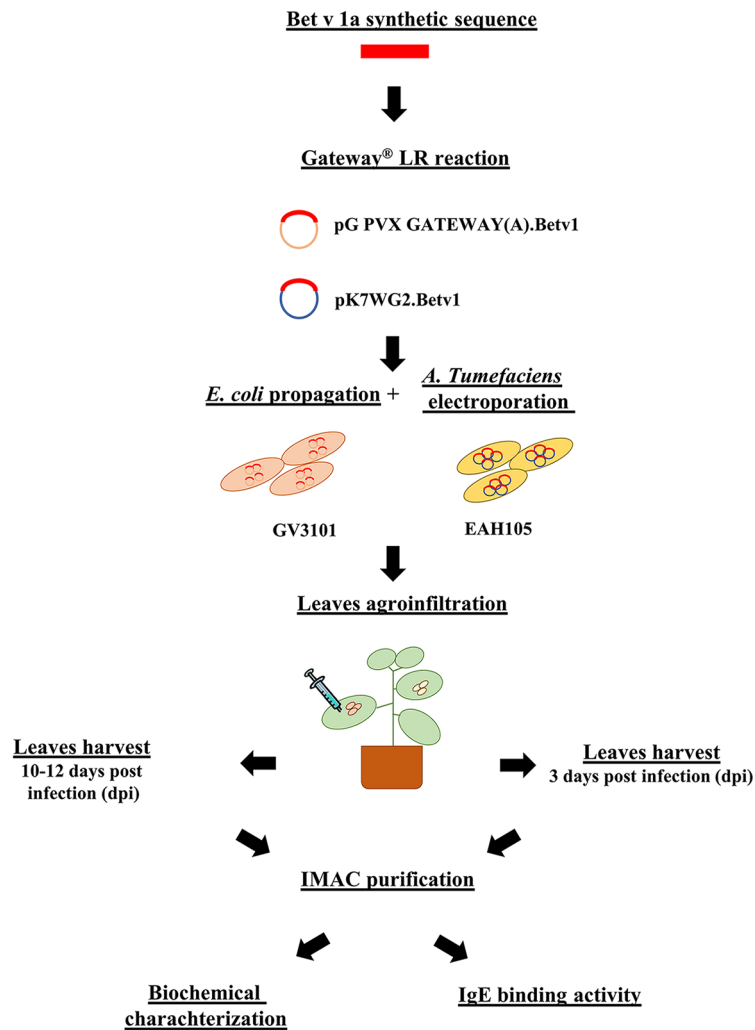 Bet v 1a synthetic sequence
Gateway® LR reaction
pG PVX GATEWAY(A).Betv1
pK7WG2.Betv1
E. coli propagation +
A. Tumefaciens
electroporation
GV3101
EAH105
Leaves agroinfiltration
Leaves harvest
10-12 days post
infection (dpi)
Leaves harvest
3 days post infection (dpi)
IMAC purification
Biochemical
charachterization
IgE binding activity